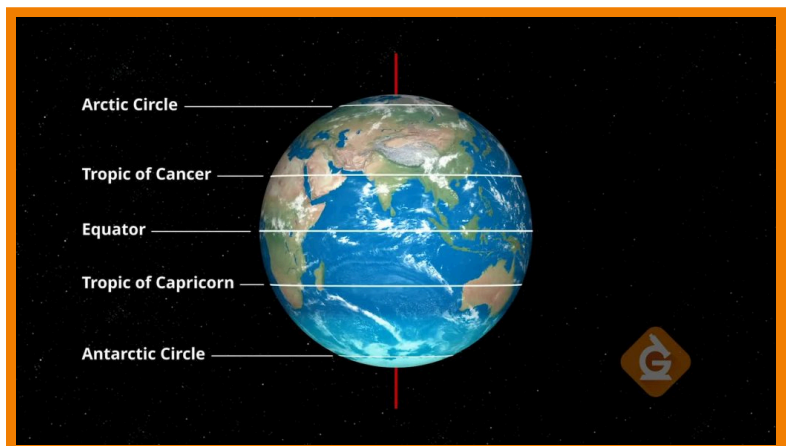 Arctic Circle
Tropic of Cancer
Equator
Tropic of Capricorn
Antarctic Circle
G